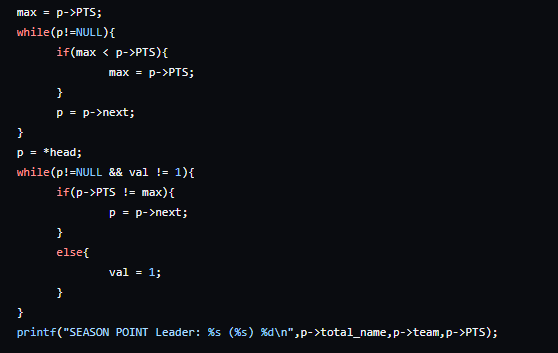 max = p->PTS;
while(p!=NULL){
if(max < p->PTS){
max = p->PTS;
}
p = p->next;
}
p = *head;
while(p!=NULL && val != 1){
if(p->PTS != max){
p = p->next;
}
else{
val = 1;
}
}
printf("SEASON POINT Leader: %s (%s) %d\n",p->total_name,p->team,p->PTS);